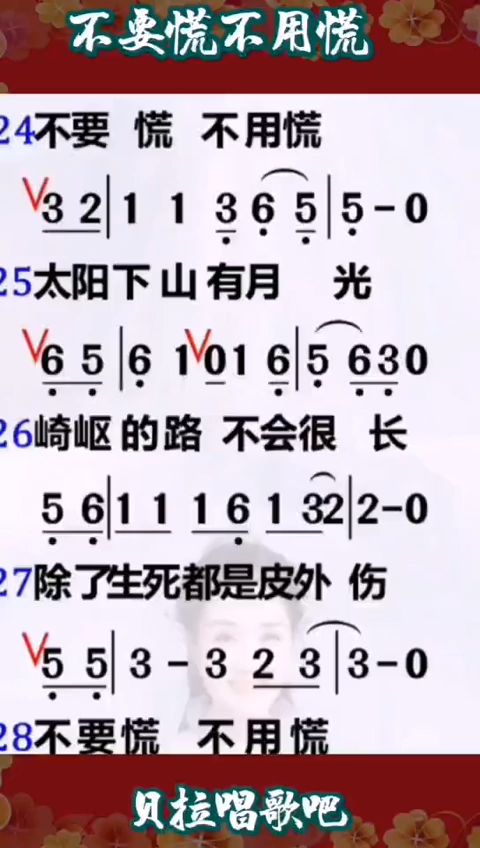 不要慌不用慌
24不要 慌 不用慌
V3 2|1 1 3 6 5|5-0
25太阳下山有月 光
V6 5|6 1V01 6|5 630
26崎岖的路 不会很 长
5 6|1 1 1 6 1 32|2-0
27除了生死都是皮外 伤
V5 5|3-3 2 3|3-0
28不要慌 不用慌
贝拉唱歌吧